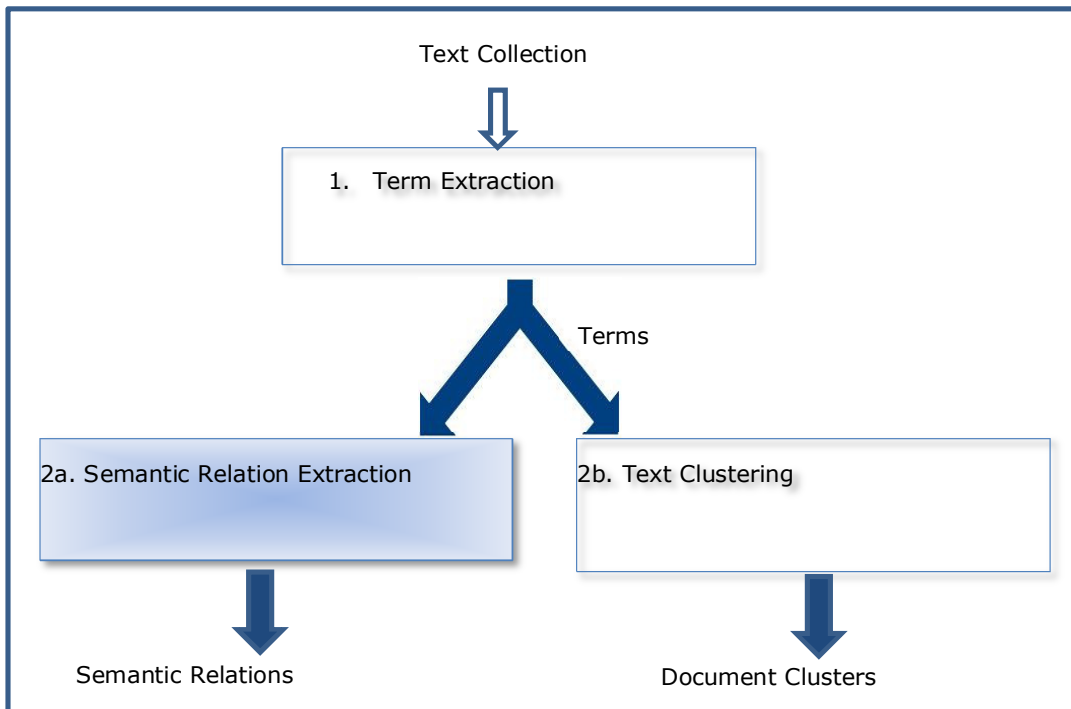 Text Collection
1. Term Extraction
Terms
2a. Semantic Relation Extraction
2b. Text Clustering
Semantic Relations
Document Clusters